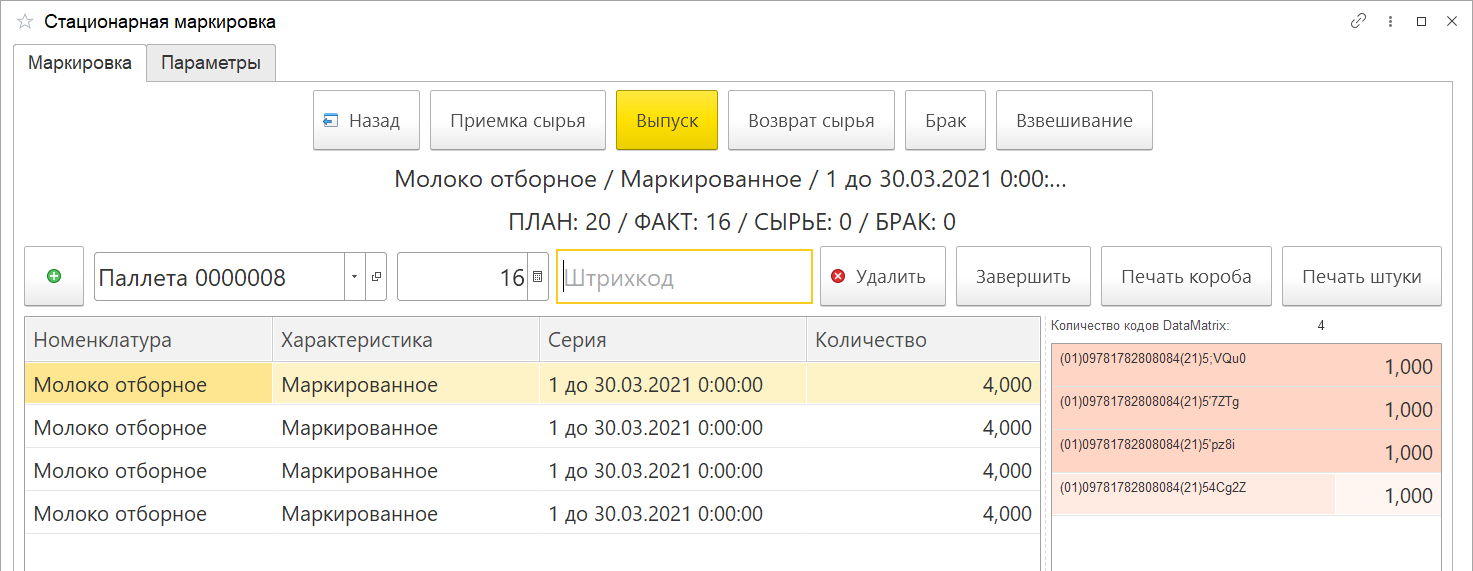 Стационарная маркировка
Маркировка Параметры
Назад Приемка сырья Выпуск Возврат сырья Брак Взвешивание
Молоко отборное / Маркированное / 1 до 30.03.2021 0:00:...
ПЛАН: 20 / ФАКТ: 16 / СЫРЬЕ: 0 / БРАК: 0
Паллета 0000008 16 Штрихкод Удалить Завершить Печать короба Печать штуки
Номенклатура Характеристика Серия Количество
Молоко отборное Маркированное 1 до 30.03.2021 0:00:00 4,000
Молоко отборное Маркированное 1 до 30.03.2021 0:00:00 4,000
Молоко отборное Маркированное 1 до 30.03.2021 0:00:00 4,000
Молоко отборное Маркированное 1 до 30.03.2021 0:00:00 4,000
Количество кодов DataMatrix: 4
(01)09781782808084(21)5;VQu0 1,000
(01)09781782808084(21)5'7ZTg 1,000
(01)09781782808084(21)5'pz8i 1,000
(01)09781782808084(21)54Cg2Z 1,000